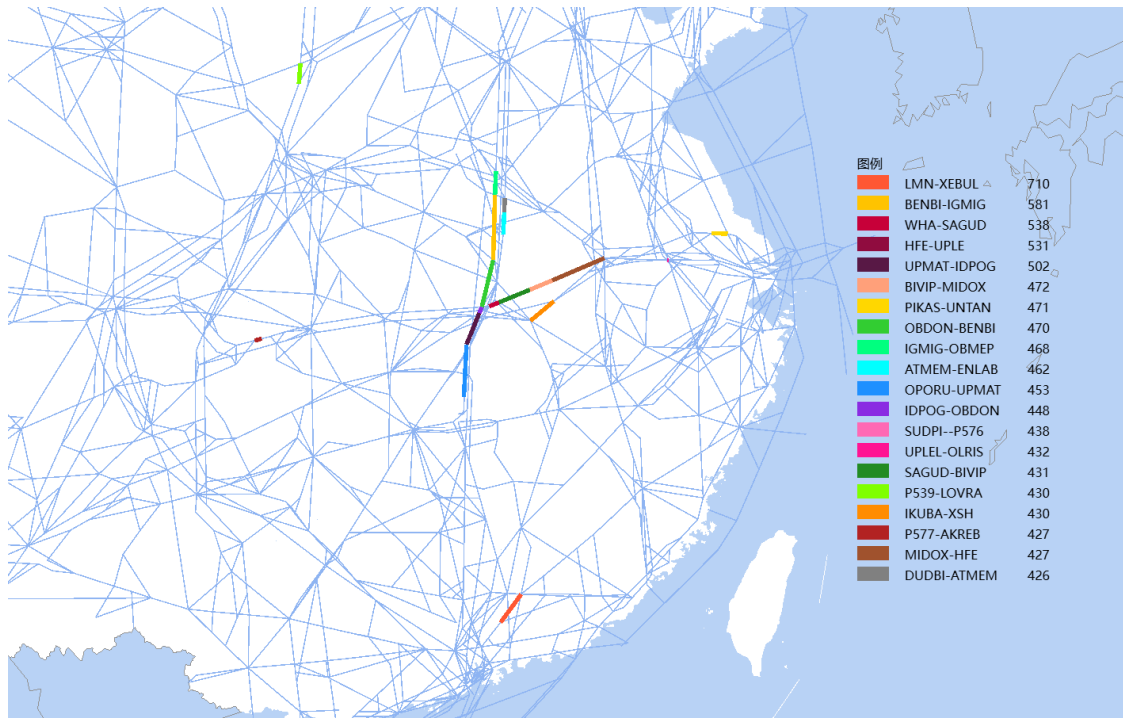 图例
LMN-XEBUL 710
BENBI-IGMIG 581
WHA-SAGUD 538
HFE-UPLE 531
UPMAT-IDPOG 502
BIVIP-MIDOX 472
PIKAS-UNTAN 471
OBDON-BENBI 470
IGMIG-OBMEP 468
ATMEM-ENLAB 462
OPORU-UPMAT 453
IDPOG-OBDON 448
SUDPI--P576 438
UPLEL-OLRIS 432
SAGUD-BIVIP 431
P539-LOVRA 430
IKUBA-XSH 430
P577-AKREB 427
MIDOX-HFE 427
DUDBI-ATMEM 426